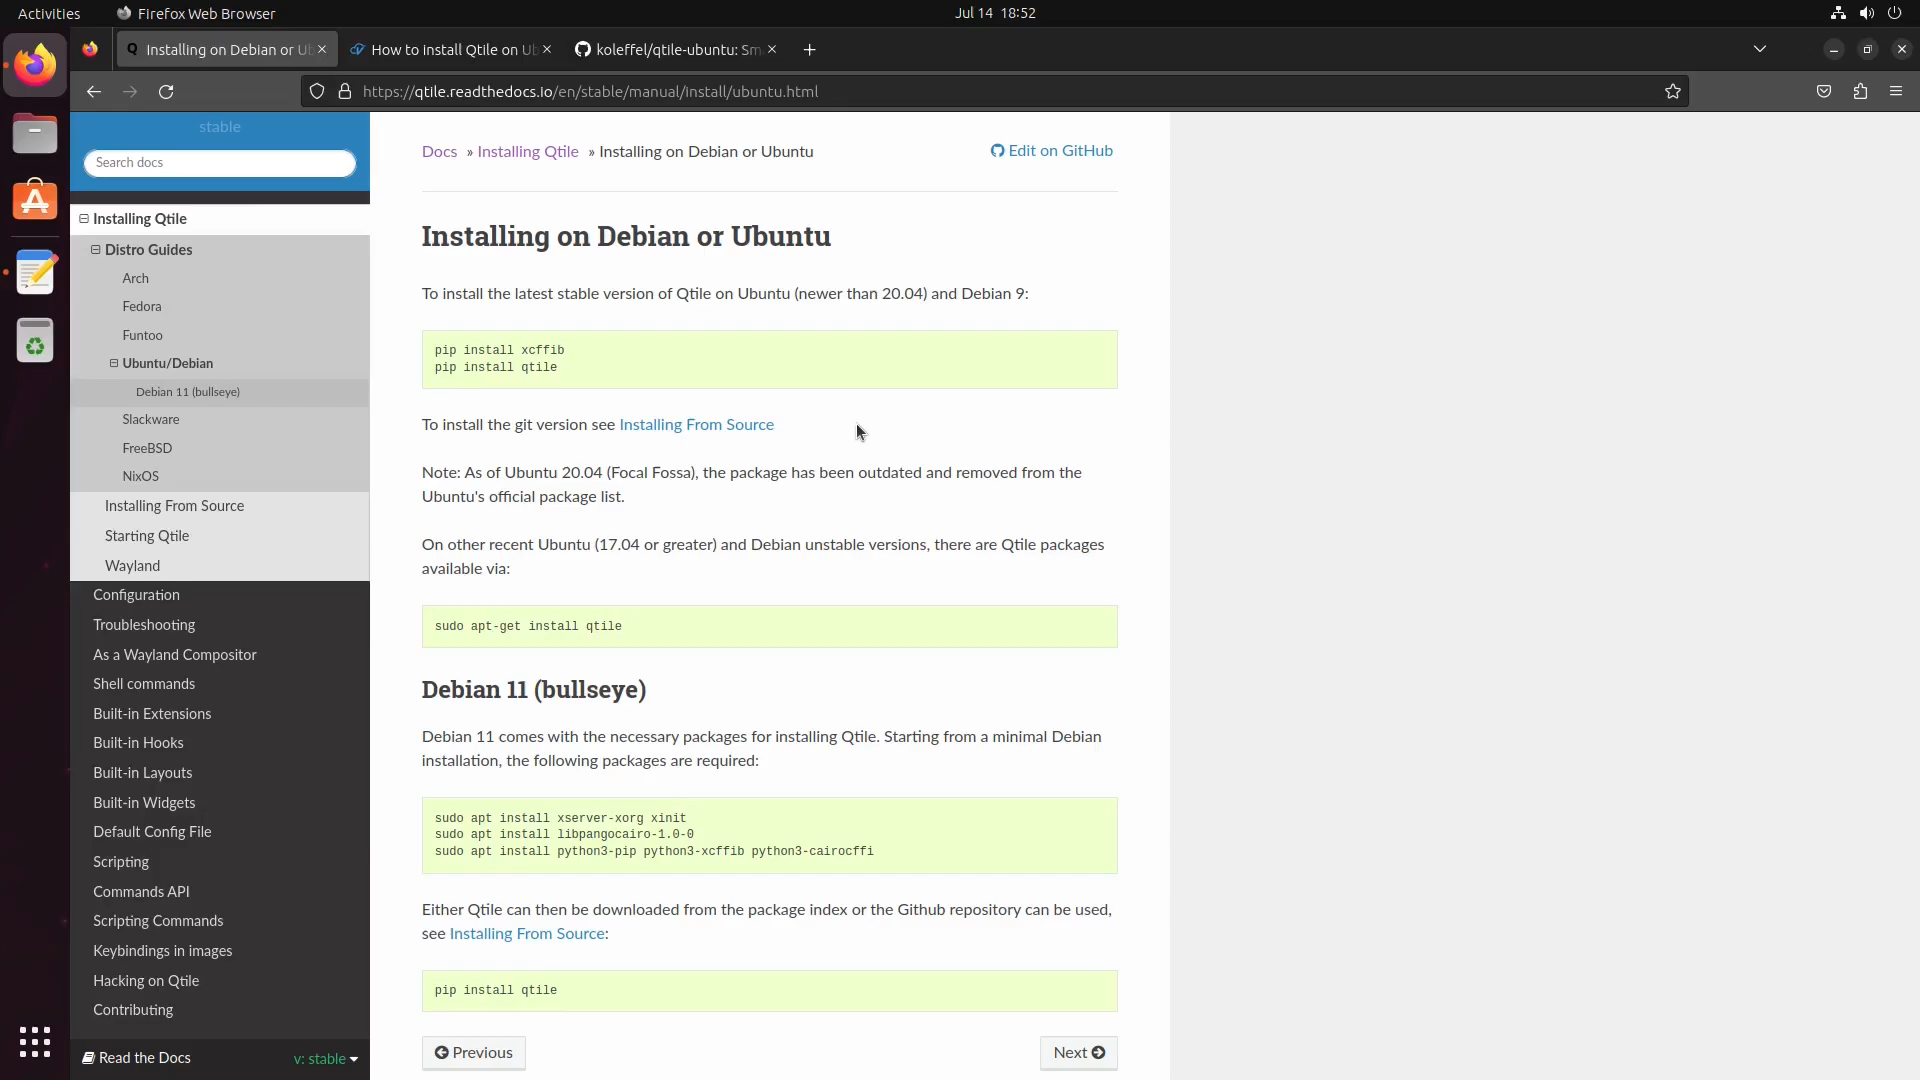 Activities
Firefox Web Browser
Jul 14 18:52
Installing on Debian or Ub
How to install Qtile on Ub
koleffel/qtile-ubuntu: Sm
https://qtile.readthedocs.io/en/stable/manual/install/ubuntu.html
stable
Search docs
Installing Qtile
Distro Guides
Arch
Fedora
Funtoo
Ubuntu/Debian
Debian 11 (bullseye)
Slackware
FreeBSD
NixOS
Installing From Source
Starting Qtile
Wayland
Configuration
Troubleshooting
As a Wayland Compositor
Shell commands
Built-in Extensions
Built-in Hooks
Built-in Layouts
Built-in Widgets
Default Config File
Scripting
Commands API
Scripting Commands
Keybindings in images
Hacking on Qtile
Contributing
Read the Docs
v: stable
Docs » Installing Qtile » Installing on Debian or Ubuntu
Edit on GitHub
Installing on Debian or Ubuntu
To install the latest stable version of Qtile on Ubuntu (newer than 20.04) and Debian 9:
pip install xcffib
pip install qtile
To install the git version see Installing From Source
Note: As of Ubuntu 20.04 (Focal Fossa), the package has been outdated and removed from the
Ubuntu's official package list.
On other recent Ubuntu (17.04 or greater) and Debian unstable versions, there are Qtile packages
available via:
sudo apt-get install qtile
Debian 11 (bullseye)
Debian 11 comes with the necessary packages for installing Qtile. Starting from a minimal Debian
installation, the following packages are required:
sudo apt install xserver-xorg xinit
sudo apt install libpangocairo-1.0-0
sudo apt install python3-pip python3-xcffib python3-cairocffi
Either Qtile can then be downloaded from the package index or the Github repository can be used,
see Installing From Source:
pip install qtile
Previous
Next